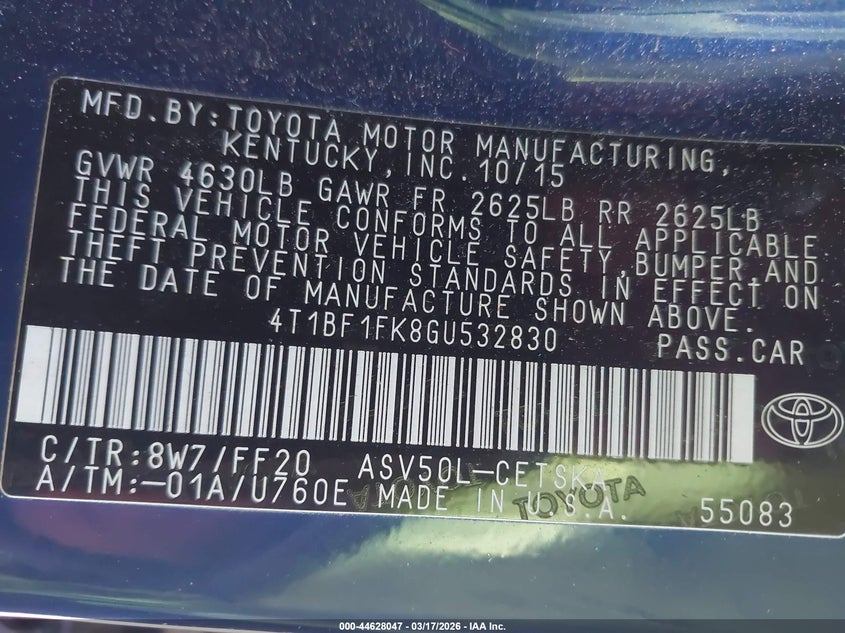 MFD.BY:TOYOTA MOTOR MANUFACTURING,
KENTUCKY,INC.10/15
GVWR 4630LB GAWR FR 2625LB RR 2625LB
THIS VEHICLE CONFORMS TO ALL APPLICABLE
FEDERAL MOTOR VEHICLE SAFETY,BUMPER,AND
THEFT PREVENTION STANDARDS IN EFFECT ON
THE DATE OF MANUFACTURE SHOWN ABOVE.
4T1BF1FK8GU532830 PASS.CAR
C/TR:8W7/FF20 ASV50L-CETSKA
A/TM:-01A/U760E MADE IN U.S.A. 55083
TOYOTA
000-44628047 — 03/17/2026 — IAA Inc.